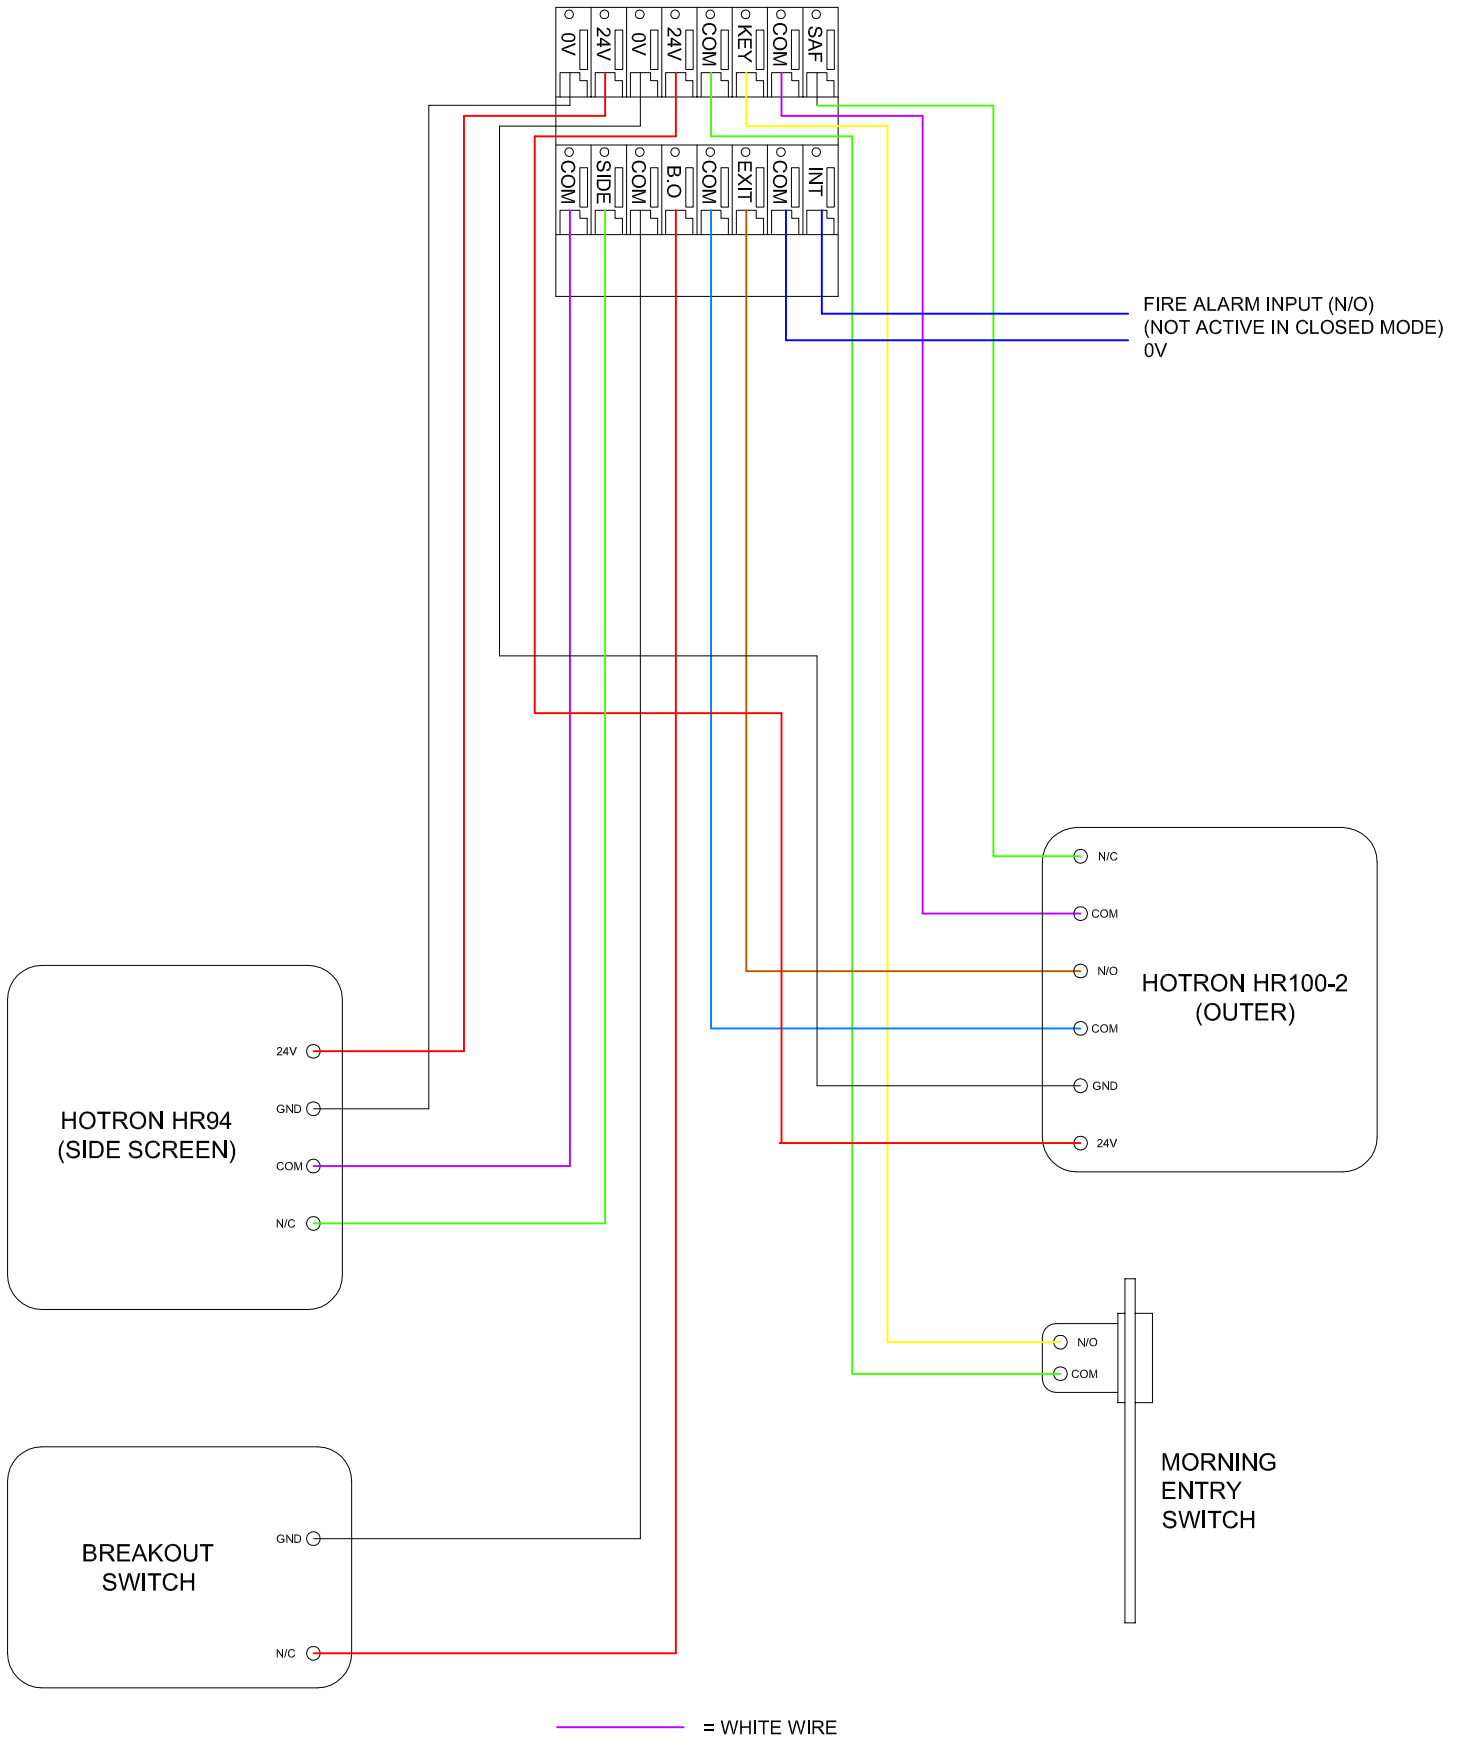 0V 24V 0V 24V COM KEY COM SAF
COM SIDE COM B.O COM EXIT COM INT
FIRE ALARM INPUT (N/O)
(NOT ACTIVE IN CLOSED MODE)
0V
N/C
COM
N/O
HOTRON HR100-2
(OUTER)
COM
GND
24V
24V
GND
HOTRON HR94
(SIDE SCREEN)
COM
N/C
N/O
COM
MORNING
ENTRY
SWITCH
GND
BREAKOUT
SWITCH
N/C
= WHITE WIRE